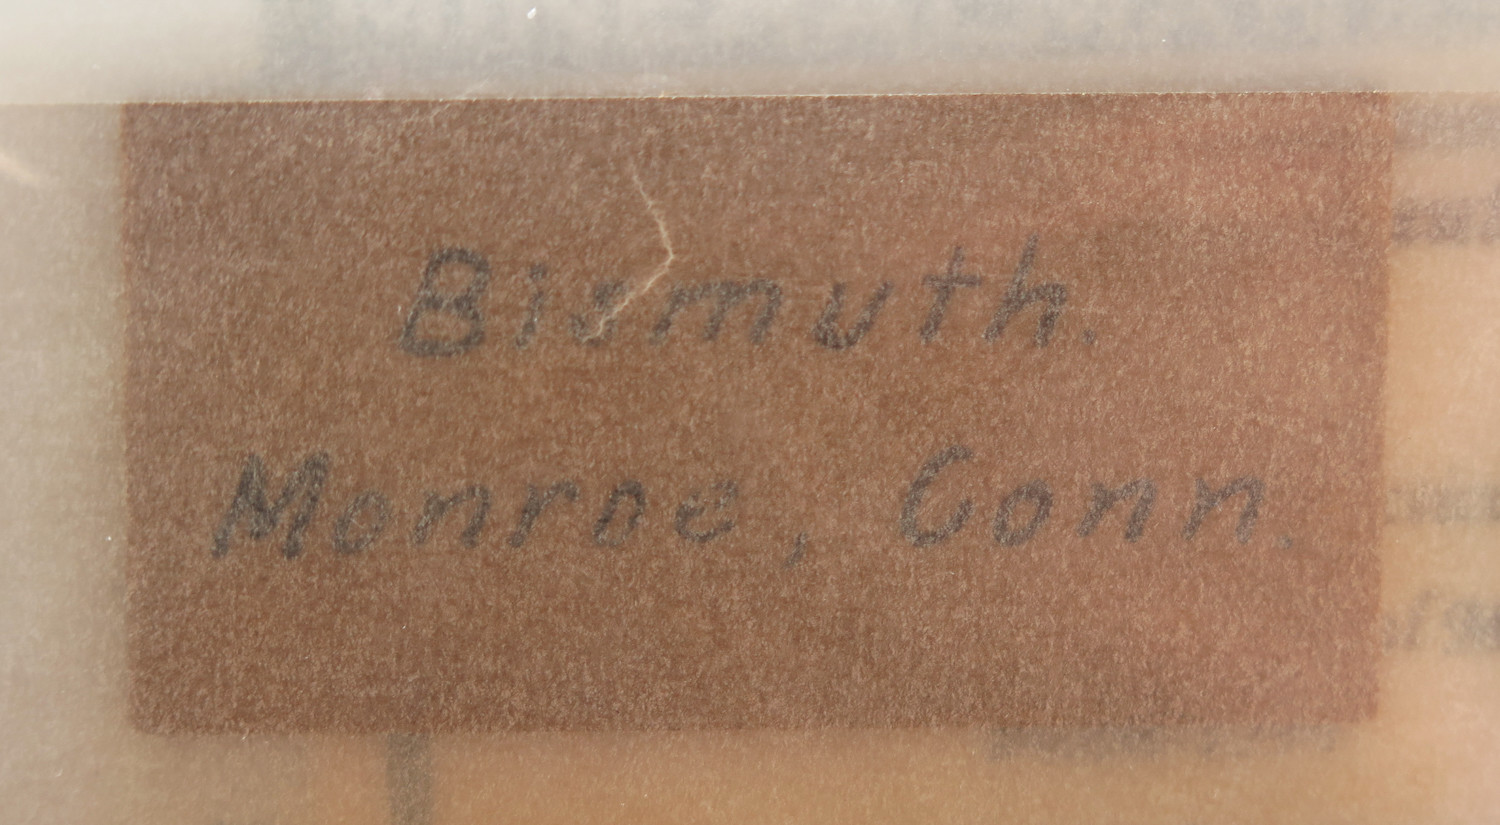 Bismuth.
Monroe, Conn.